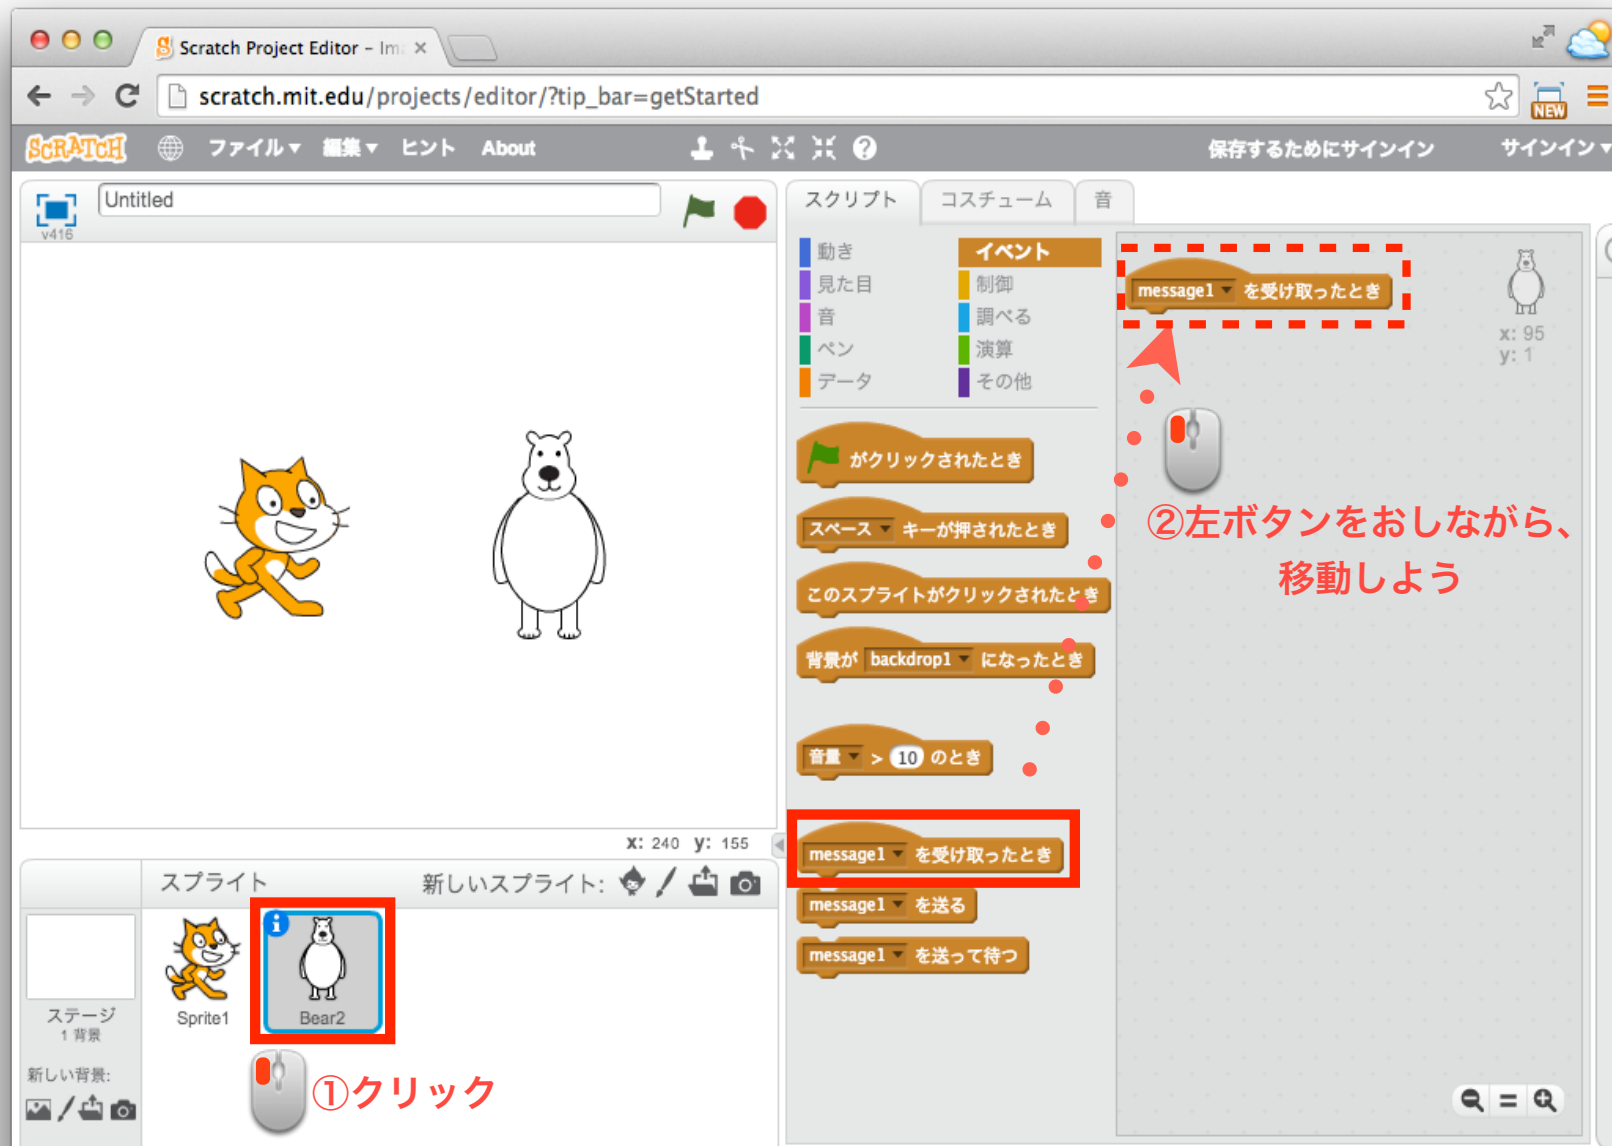 Scratch Project Editor – Im
scratch.mit.edu/projects/editor/?tip_bar=getStarted
NEW
SCRATCH ファイル 編集 ヒント About 保存するためにサインイン サインイン
v416
Untitled
スクリプト コスチューム 音
動き イベント
見た目 制御
音 調べる
ペン 演算
データ その他
message1 を受け取ったとき
x: 95
y: 1
がクリックされたとき
スペース キーが押されたとき
このスプライトがクリックされたとき
背景が backdrop1 になったとき
音量 > 10 のとき
message1 を受け取ったとき
message1 を送る
message1 を送って待つ
②左ボタンをおしながら、
移動しよう
x: 240 y: 155
スプライト 新しいスプライト:
Sprite1
Bear2
ステージ
1 背景
新しい背景:
①クリック